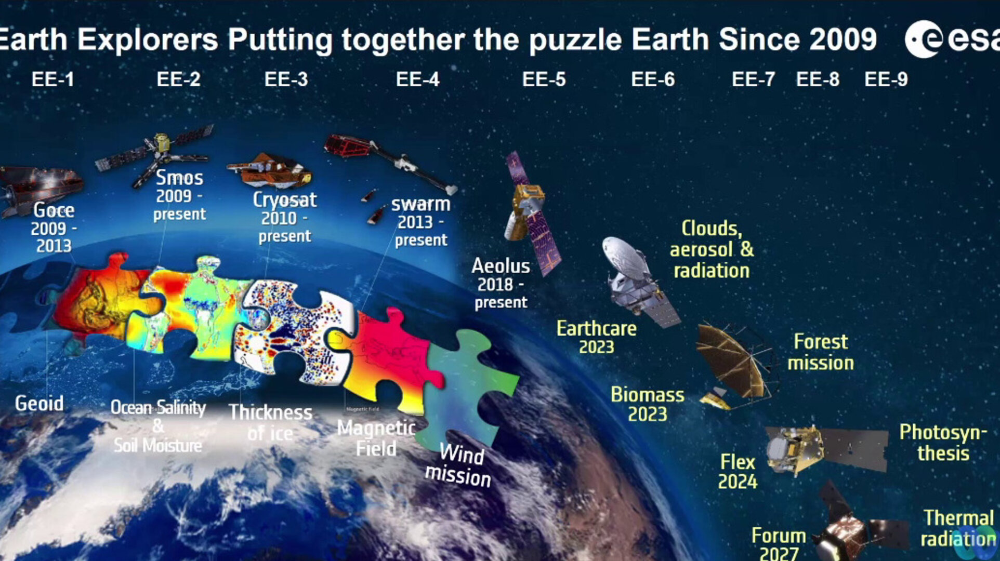 Earth Explorers Putting together the puzzle Earth Since 2009
esa
EE-1 EE-2 EE-3 EE-4 EE-5 EE-6 EE-7 EE-8 EE-9
Goce
2009 -
2013
Smos
2009 -
present
Cryosat
2010 -
present
swarm
2013 -
present
Aeolus
2018 -
present
Clouds,
aerosol &
radiation
Earthcare
2023
Forest
mission
Biomass
2023
Photosyn-
thesis
Flex
2024
Thermal
radiation
Forum
2027
Geoid
Ocean Salinity
&
Soil Moisture
Thickness
of ice
Magnetic Field
Magnetic
Field
Wind
mission